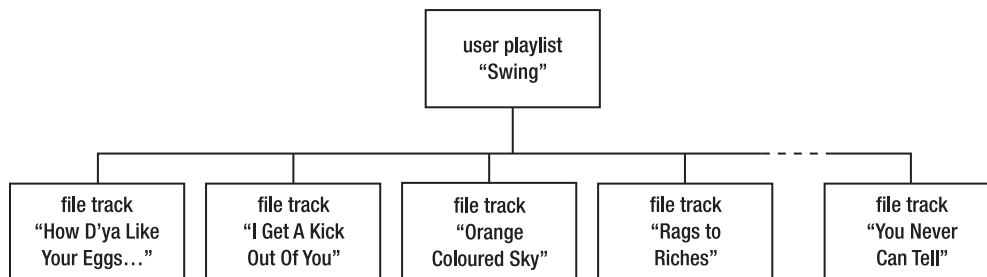 user playlist
“Swing”
file track
“How D’ya Like
Your Eggs…”
file track
“I Get A Kick
Out Of You”
file track
“Orange
Coloured Sky”
file track
“Rags to
Riches”
file track
“You Never
Can Tell”